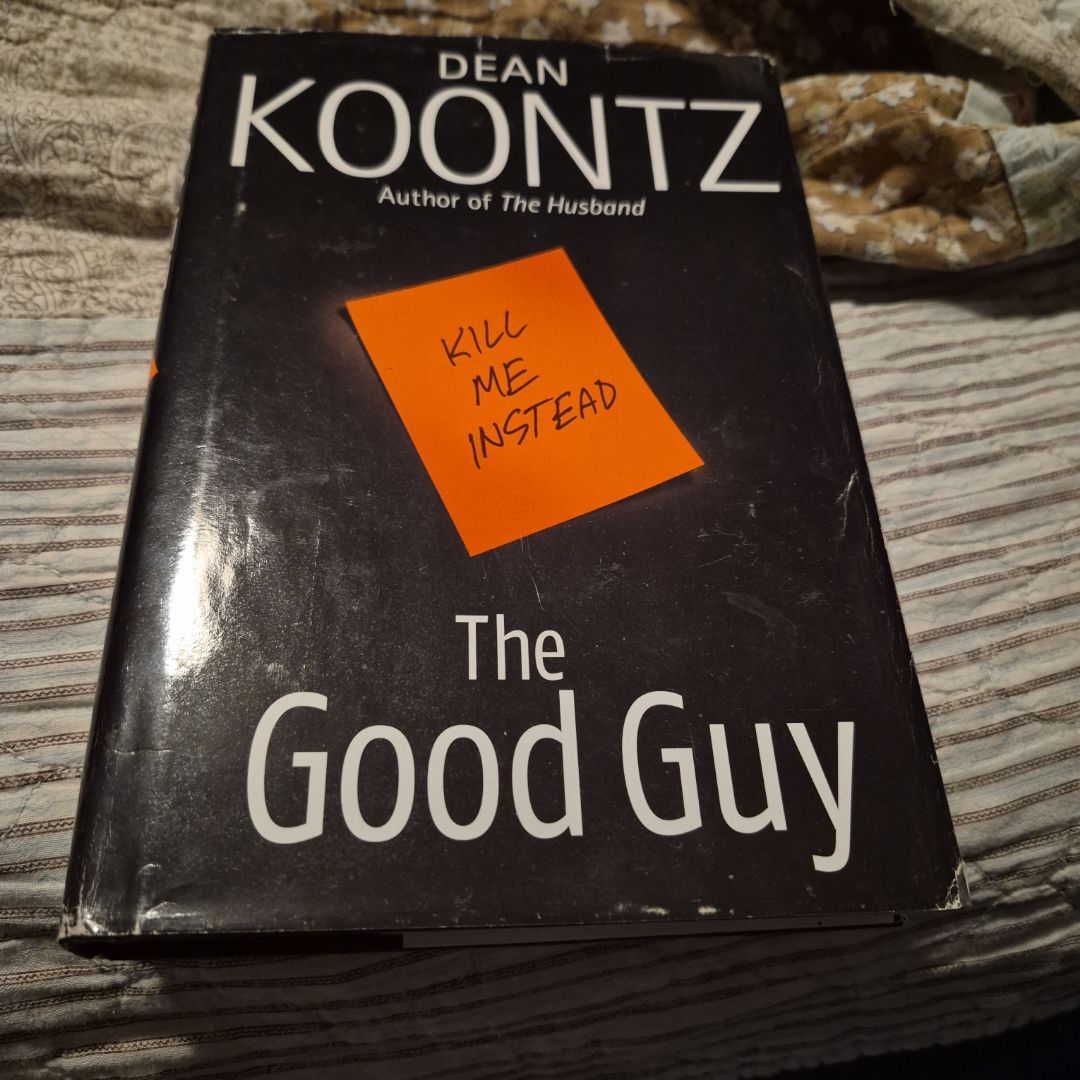 DEAN
KOONTZ
Author of The Husband
KILL
ME
INSTEAD
The
Good Guy